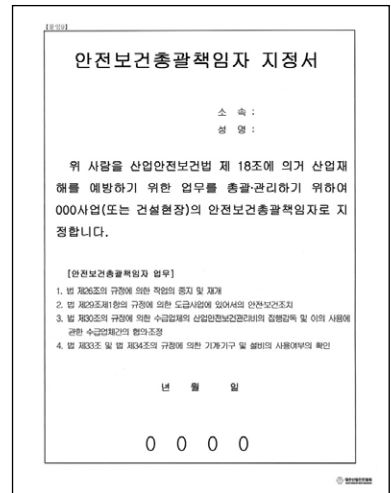 [붙임9]
안전보건총괄책임자 지정서
소 속 :
성 명 :
위 사람을 산업안전보건법 제 18조에 의거 산업재
해를 예방하기 위한 업무를 총괄·관리하기 위하여
000사업(또는 건설현장)의 안전보건총괄책임자로 지
정합니다.
[안전보건총괄책임자 업무]
1. 법 제26조의 규정에 의한 작업의 중지 및 재개
2. 법 제29조제1항의 규정에 의한 도급사업에 있어서의 안전보건조치
3. 법 제30조의 규정에 의한 수급업체의 산업안전보건관리비의 집행감독 및 이의 사용에
관한 수급업체간의 협의조정
4. 법 제33조 및 법 제34조의 규정에 의한 기계기구 및 설비의 사용여부의 확인
년 월 일
0 0 0 0
대한산업안전협회